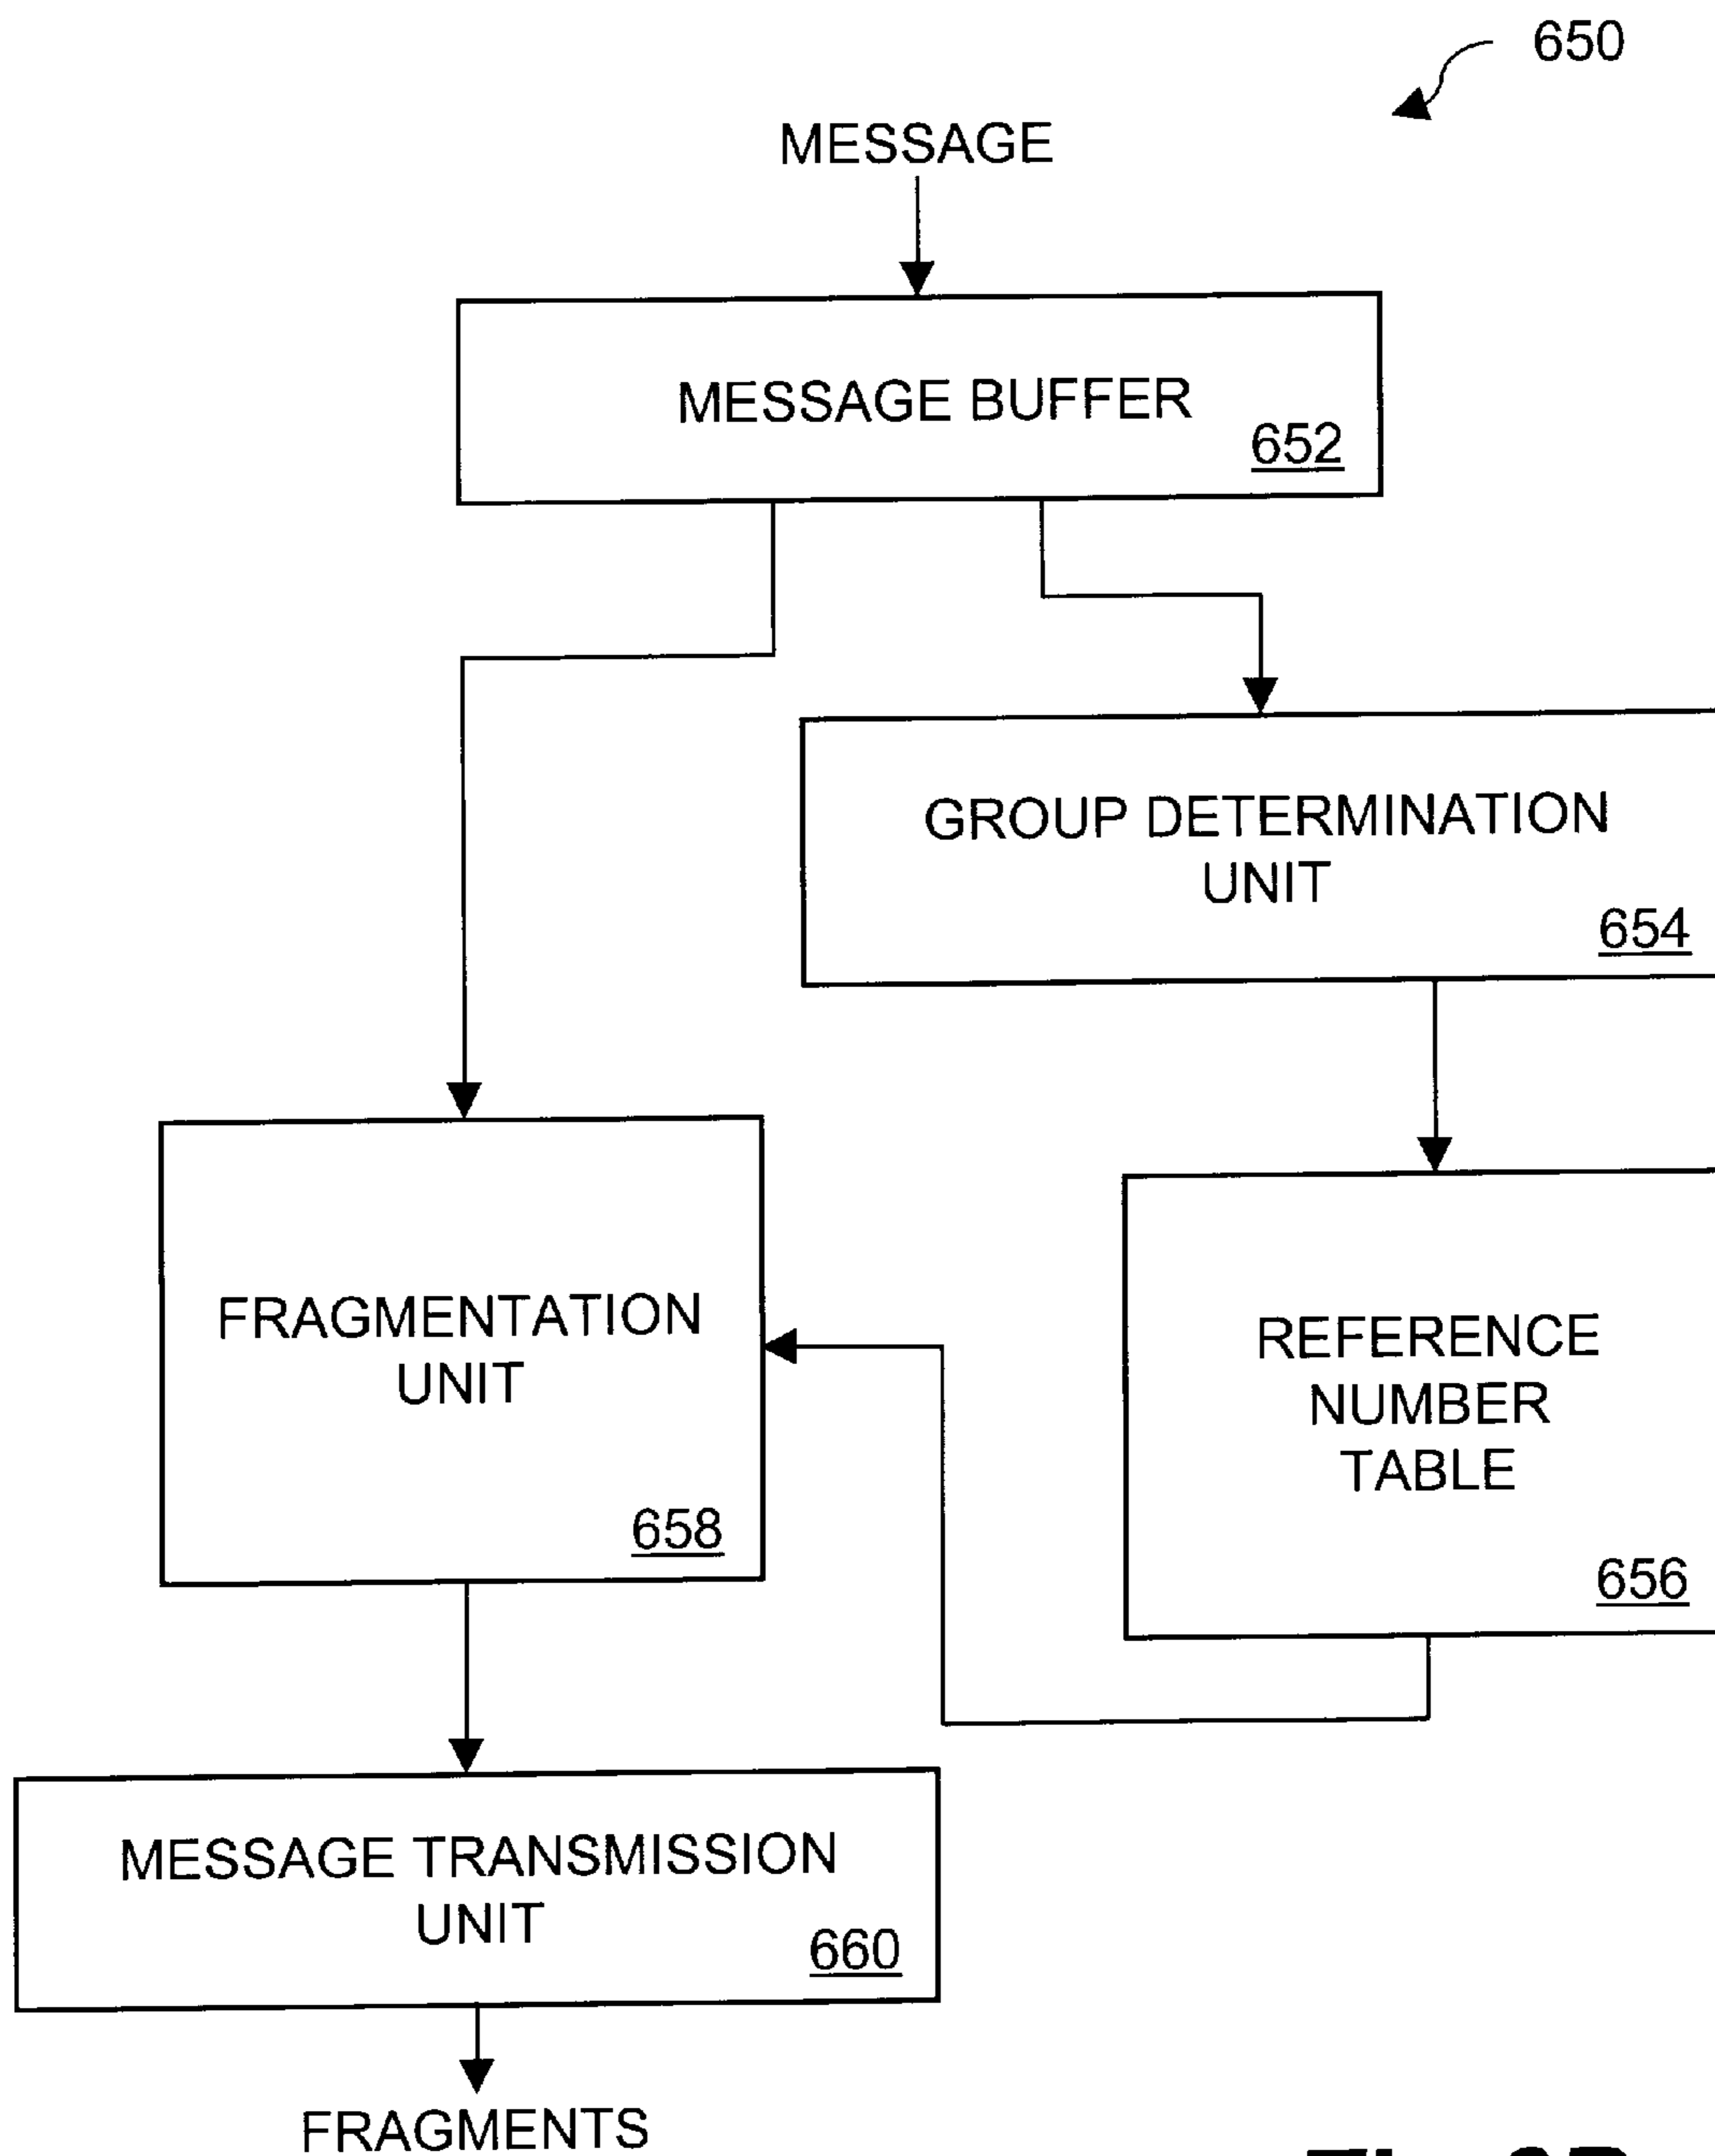 650
MESSAGE
MESSAGE BUFFER
652
GROUP DETERMINATION
UNIT
654
FRAGMENTATION
UNIT
658
REFERENCE
NUMBER
TABLE
656
MESSAGE TRANSMISSION
UNIT
660
FRAGMENTS